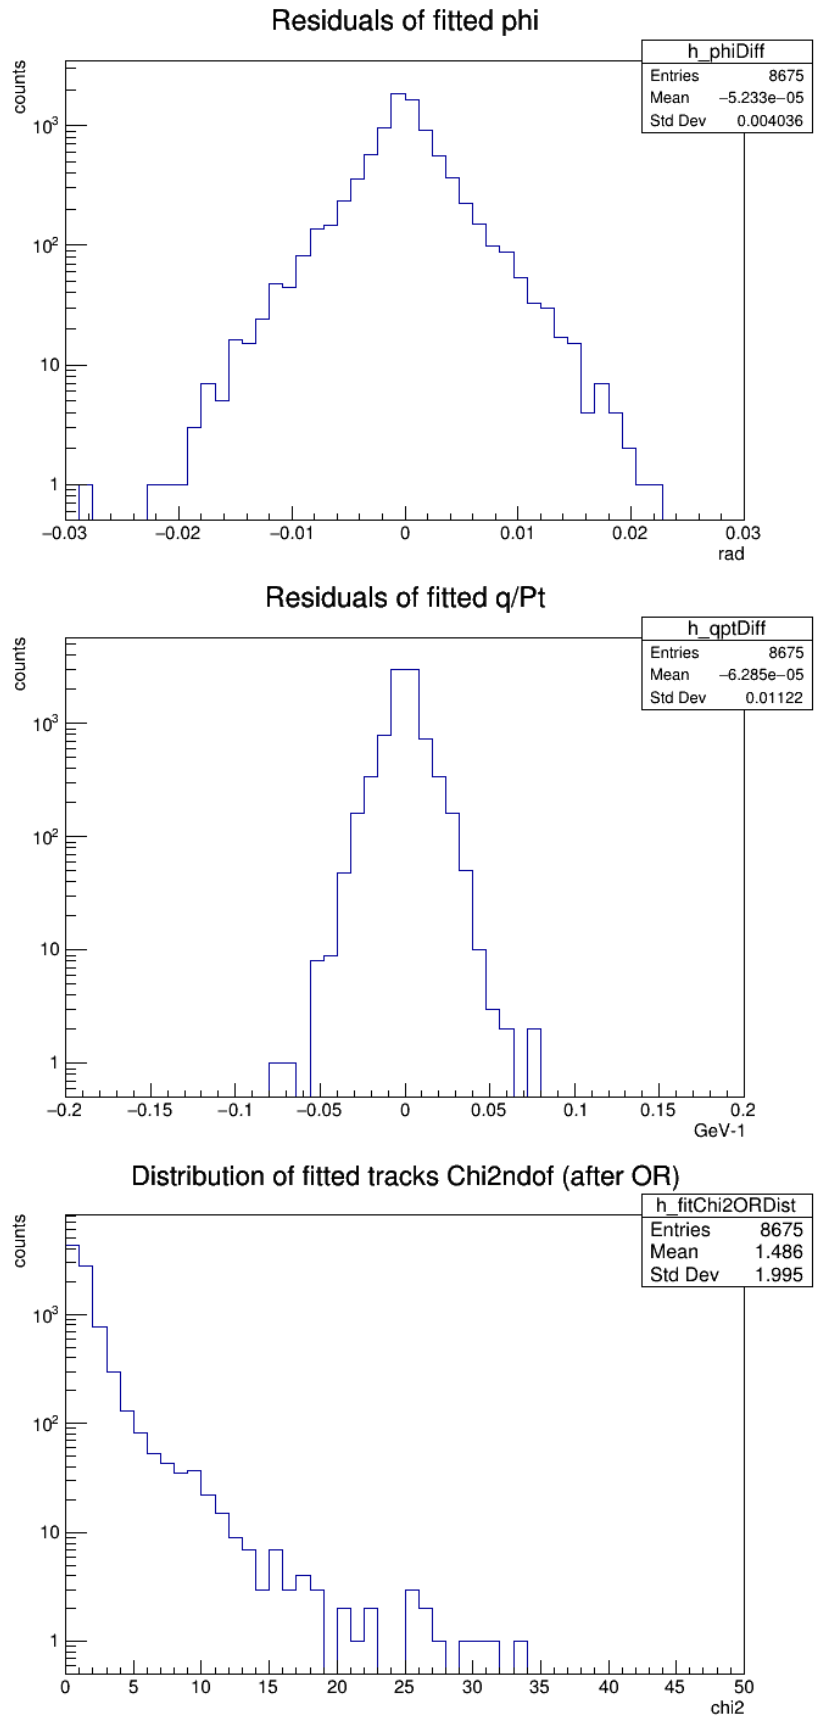 Residuals of fitted phi
counts
h_phiDiff
Entries 8675
Mean −5.233e−05
Std Dev 0.004036
10³
10²
10
1
−0.03 −0.02 −0.01 0 0.01 0.02 0.03
rad
Residuals of fitted q/Pt
counts
h_qptDiff
Entries 8675
Mean −6.285e−05
Std Dev 0.01122
10³
10²
10
1
−0.2 −0.15 −0.1 −0.05 0 0.05 0.1 0.15 0.2
GeV-1
Distribution of fitted tracks Chi2ndof (after OR)
counts
h_fitChi2ORDist
Entries 8675
Mean 1.486
Std Dev 1.995
10³
10²
10
1
0 5 10 15 20 25 30 35 40 45 50
chi2